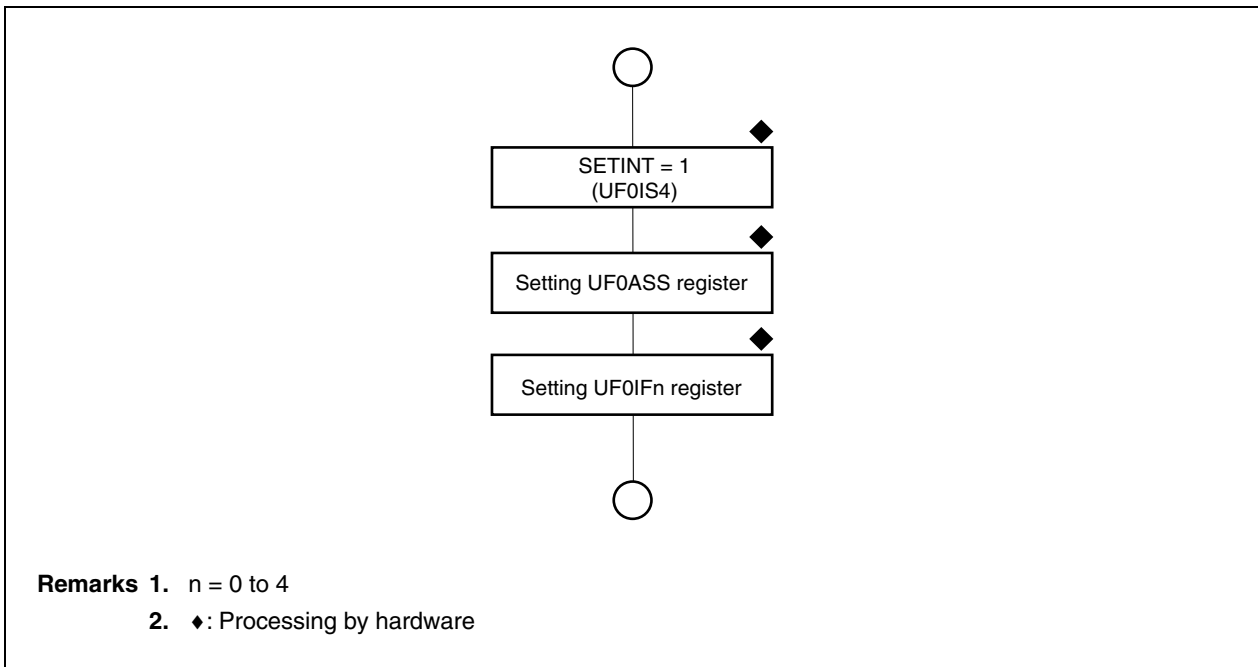 SETINT = 1
(UF0IS4)
Setting UF0ASS register
Setting UF0IFn register
Remarks 1. n = 0 to 4
2. ♦: Processing by hardware